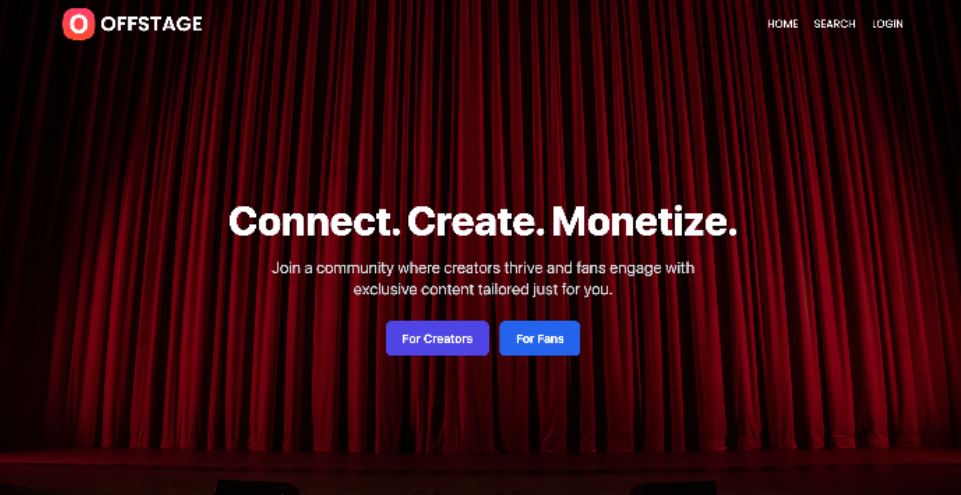 O OFFSTAGE
HOME SEARCH LOGIN
Connect. Create. Monetize.
Join a community where creators thrive and fans engage with
exclusive content tailored just for you.
For Creators For Fans